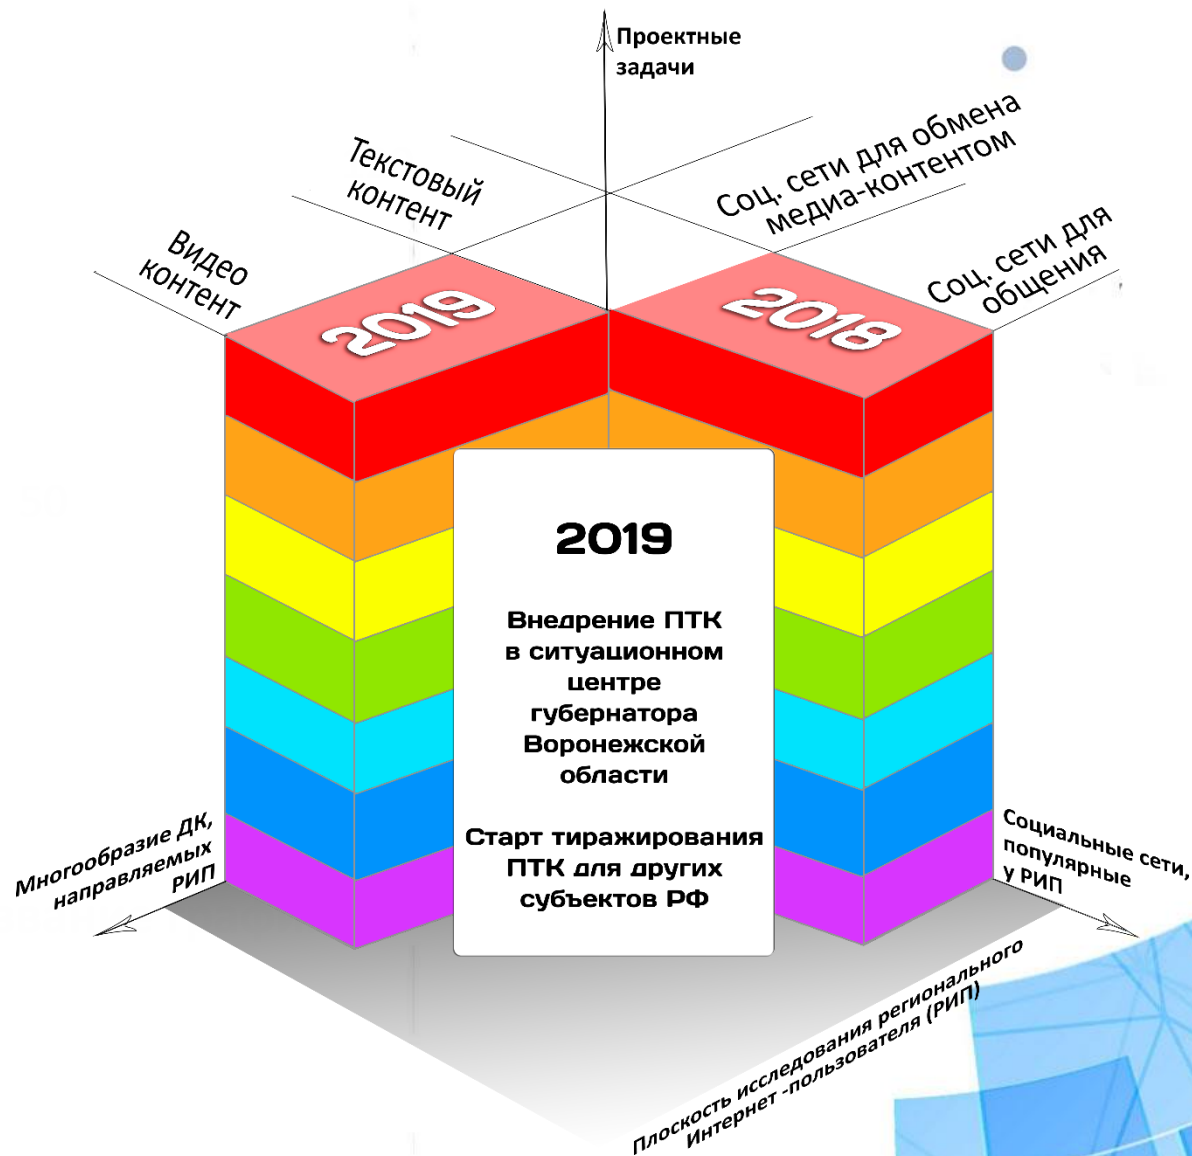 Проектные
задачи
Текстовый
контент
Видео
контент
Соц. сети для обмена
медиа-контентом
Соц. сети для
общения
2019
2018
2019
Внедрение ПТК
в ситуационном
центре
губернатора
Воронежской
области
Старт тиражирования
ПТК для других
субъектов РФ
Многообразие ДК,
направляемых
РИП
Социальные сети,
популярные
у РИП
Плоскость исследования регионального
Интернет -пользователя (РИП)